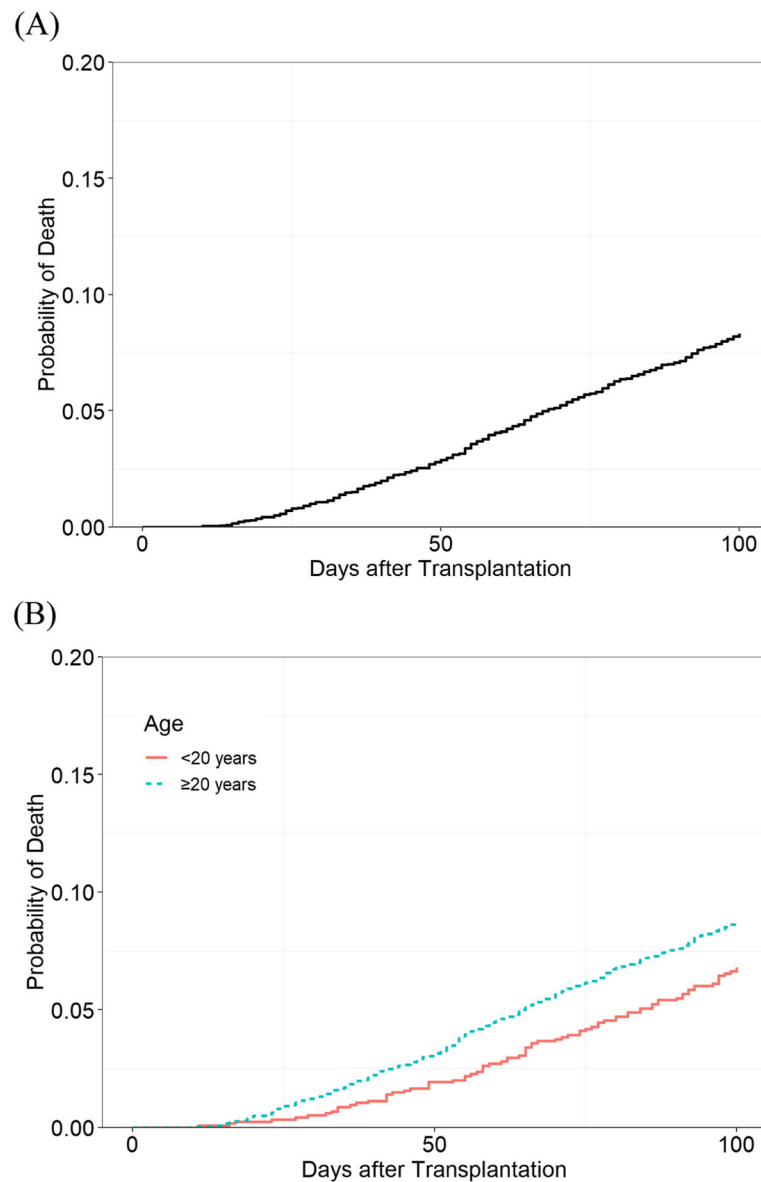 (A)
0.20
0.15
0.10
0.05
0.00
Probability of Death
0 50 100
Days after Transplantation
(B)
0.20
0.15
0.10
0.05
0.00
Probability of Death
Age
<20 years
≥20 years
0 50 100
Days after Transplantation